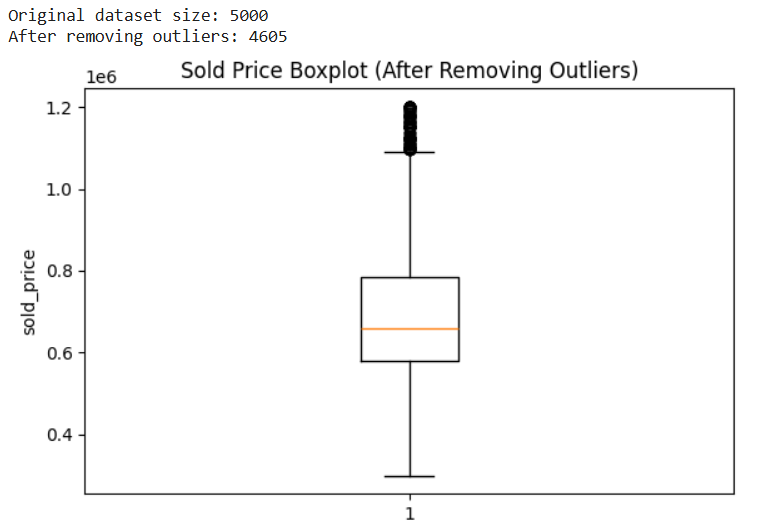 Original dataset size: 5000
After removing outliers: 4605
Sold Price Boxplot (After Removing Outliers)
1e6
1.2
1.0
0.8
0.6
0.4
sold_price
1